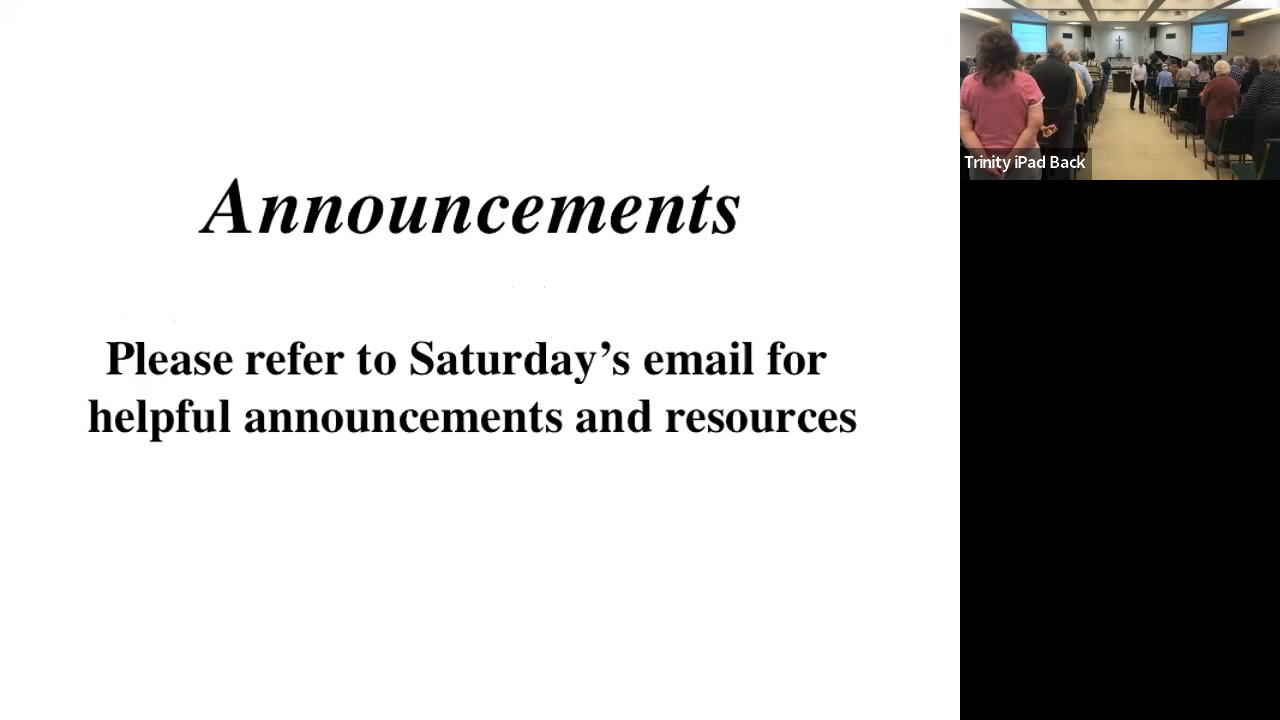 Announcements
Please refer to Saturday’s email for
helpful announcements and resources
Trinity iPad Back